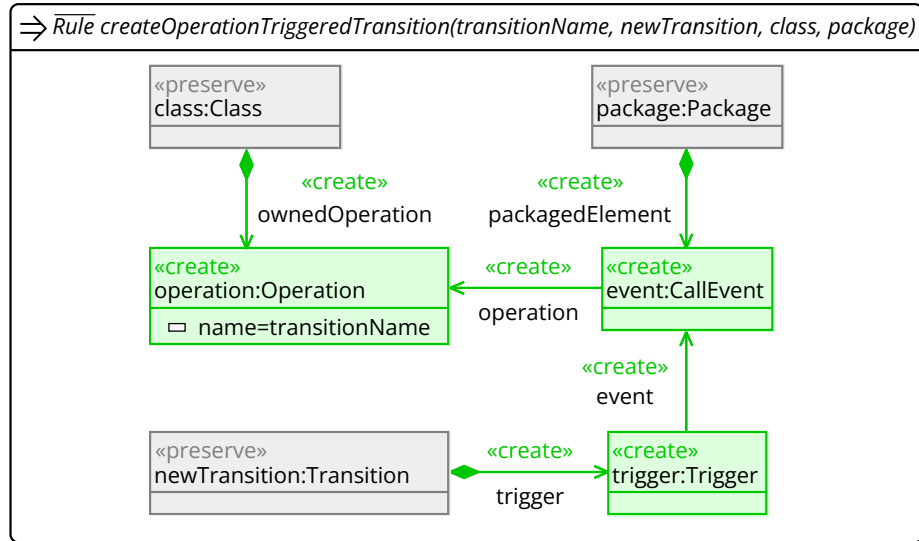 Rule createOperationTriggeredTransition(transitionName, newTransition, class, package)
«preserve»
class:Class
«preserve»
package:Package
«create»
ownedOperation
«create»
packagedElement
«create»
operation:Operation
name=transitionName
«create»
operation
«create»
event:CallEvent
«create»
event
«preserve»
newTransition:Transition
«create»
trigger
«create»
trigger:Trigger